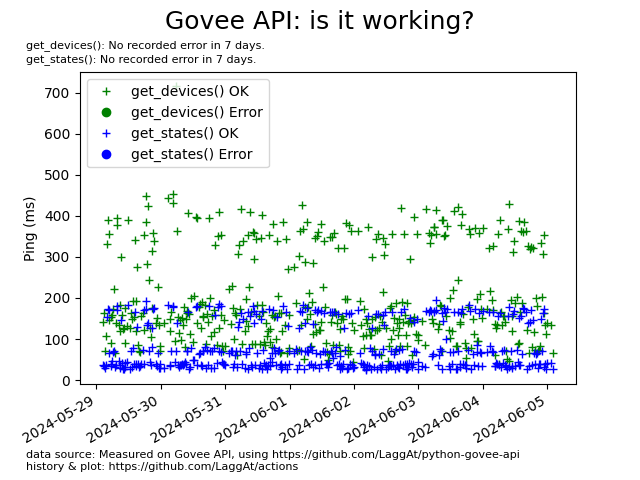 Govee API: is it working?
get_devices(): No recorded error in 7 days.
get_states(): No recorded error in 7 days.
get_devices() OK
get_devices() Error
get_states() OK
get_states() Error
Ping (ms)
700
600
500
400
300
200
100
0
2024-05-29
2024-05-30
2024-05-31
2024-06-01
2024-06-02
2024-06-03
2024-06-04
2024-06-05
data source: Measured on Govee API, using https://github.com/LaggAt/python-govee-api
history & plot: https://github.com/LaggAt/actions